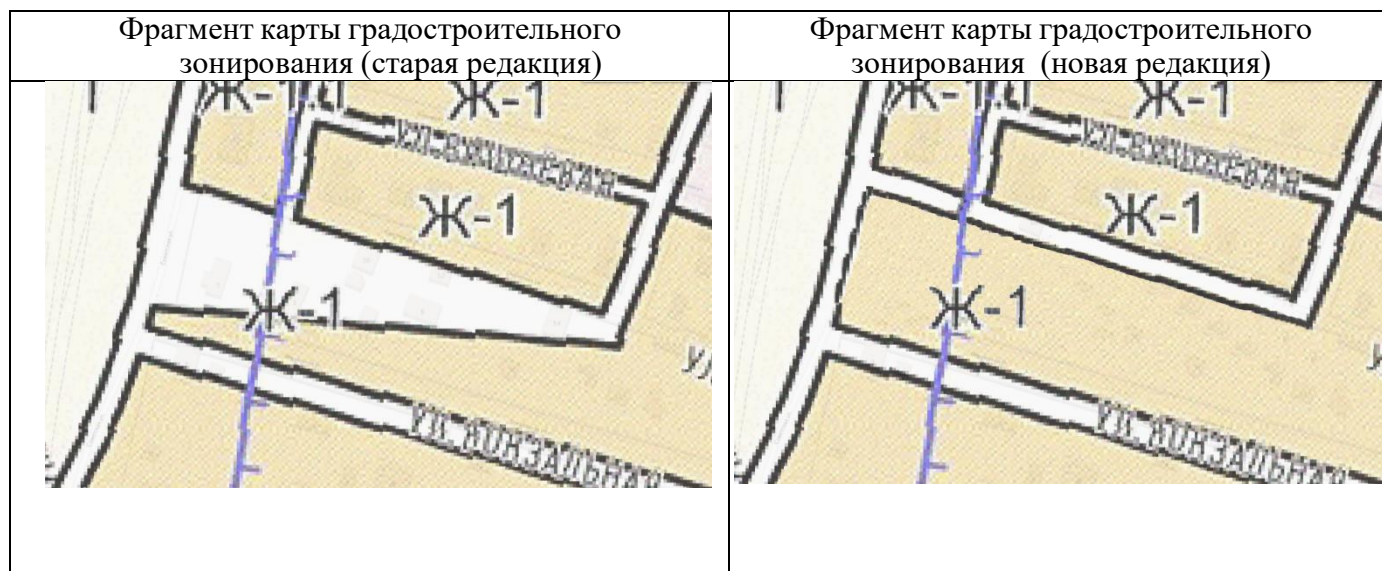 Фрагмент карты градостроительного
зонирования (старая редакция)
Фрагмент карты градостроительного
зонирования (новая редакция)
Ж-1
Ж-1
Ж-1
УЛ. ВОКЗАЛЬНАЯ
Ж-1
Ж-1
Ж-1
УЛ. ВОКЗАЛЬНАЯ